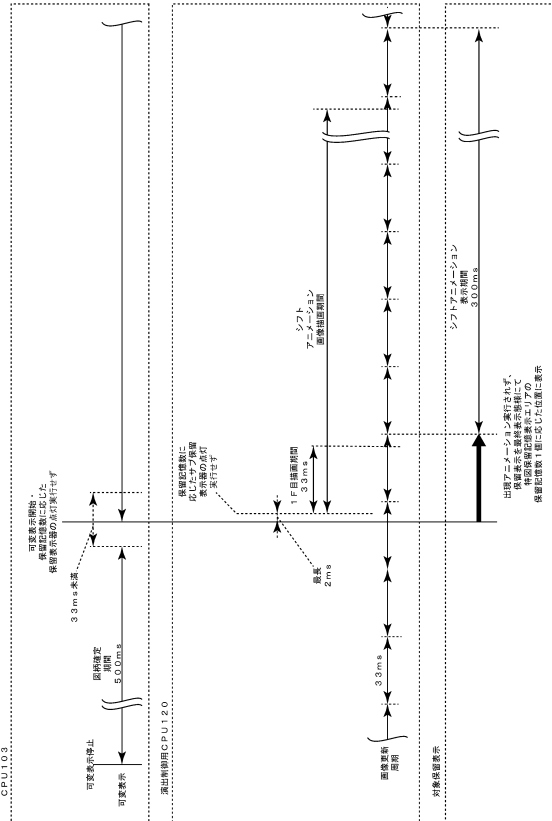 CPU103
可変表示停止
可変表示
図柄確定
期間
500ms
33ms未満
可変表示開始・
保留記憶数に応じた
保留表示器の点灯実行せず
演出制御用CPU120
画像更新
周期
33ms
最長
2ms
保留記憶数に
応じたサブ保留
表示器の点灯
実行せず
1F目描画期間
33ms
シフト
アニメーション
画像描画期間
対象保留表示
シフトアニメーション
表示期間
300ms
出現アニメーション実行されず、
保留表示を最終表示態様にて
特図保留記憶表示エリアの
保留記憶数1個に応じた位置に表示